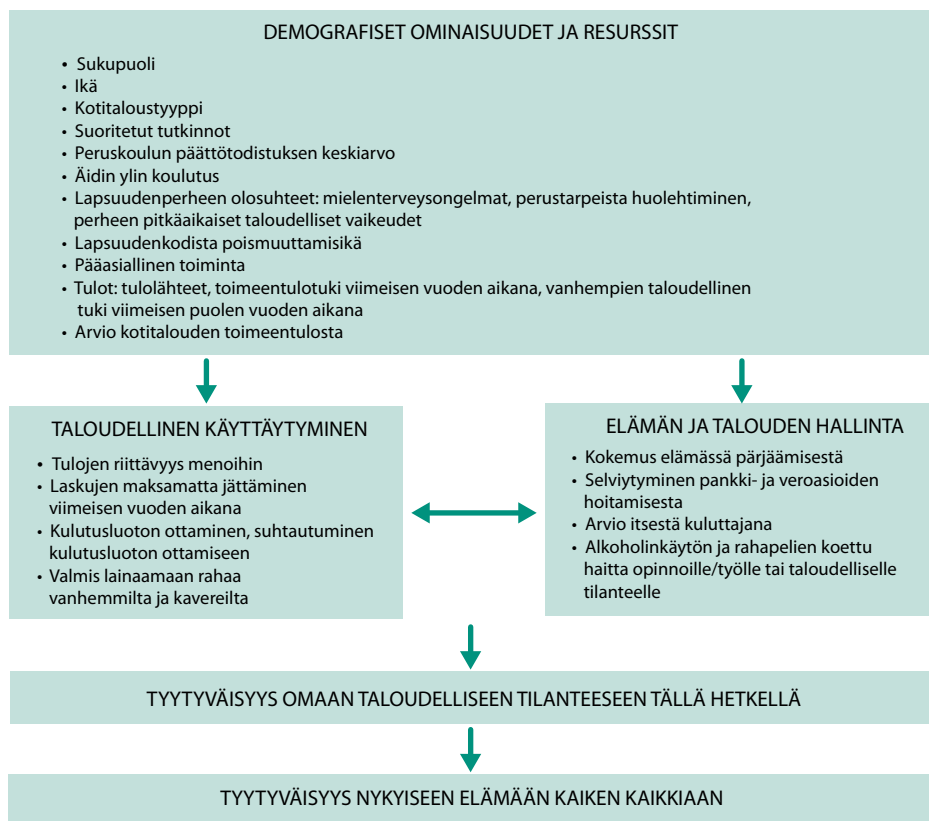 DEMOGRAFISET OMINAISUUDET JA RESURSSIT
• Sukupuoli
• Ikä
• Kotitaloustyyppi
• Suoritetut tutkinnot
• Peruskoulun päättötodistuksen keskiarvo
• Äidin ylin koulutus
• Lapsuudenperheen olosuhteet: mielenterveysongelmat, perustarpeista huolehtiminen,
perheen pitkäaikaiset taloudelliset vaikeudet
• Lapsuudenkodista poismuuttamisikä
• Pääasiallinen toiminta
• Tulot: tulolähteet, toimeentulotuki viimeisen vuoden aikana, vanhempien taloudellinen
tuki viimeisen puolen vuoden aikana
• Arvio kotitalouden toimeentulosta
TALOUDELLINEN KÄYTTÄYTYMINEN
• Tulojen riittävyys menoihin
• Laskujen maksamatta jättäminen
viimeisen vuoden aikana
• Kulutusluoton ottaminen, suhtautuminen
kulutusluoton ottamiseen
• Valmis lainaamaan rahaa
vanhemmilta ja kavereilta
ELÄMÄN JA TALOUDEN HALLINTA
• Kokemus elämässä pärjäämisestä
• Selviytyminen pankki- ja veroasioiden
hoitamisesta
• Arvio itsestä kuluttajana
• Alkoholinkäytön ja rahapelien koettu
haitta opinnoille/työlle tai taloudelliselle
tilanteelle
TYYTYVÄISYYS OMAAN TALOUDELLISEEN TILANTEESEEN TÄLLÄ HETKELLÄ
TYYTYVÄISYYS NYKYISEEN ELÄMÄÄN KAIKEN KAIKKIAAN